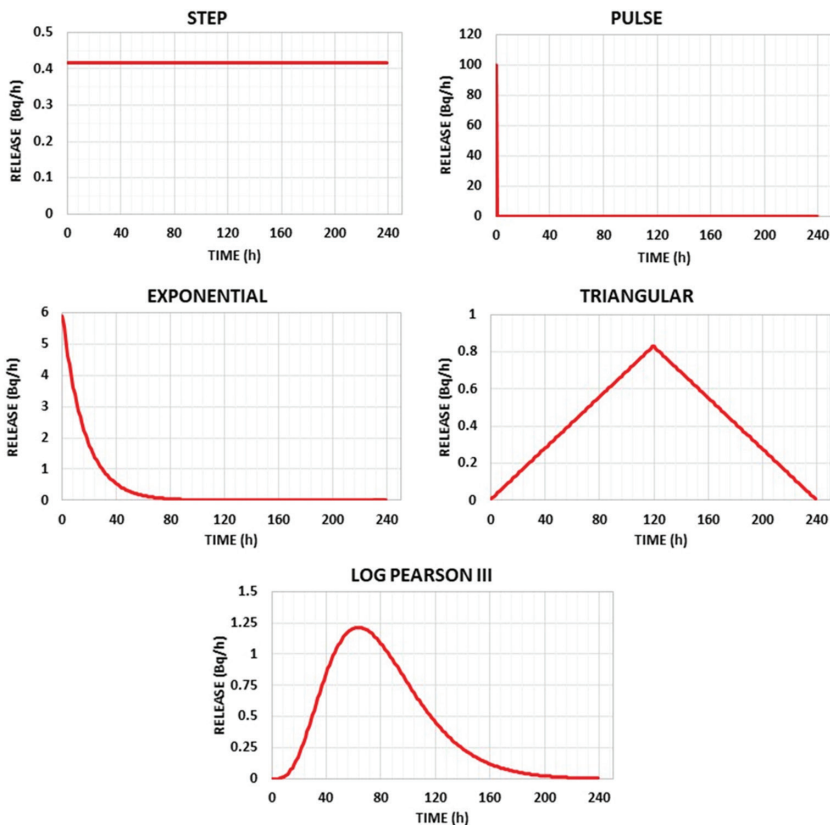 STEP
RELEASE (Bq/h)
0.5
0.4
0.3
0.2
0.1
0
0 40 80 120 160 200 240
TIME (h)
PULSE
RELEASE (Bq/h)
120
100
80
60
40
20
0
0 40 80 120 160 200 240
TIME (h)
EXPONENTIAL
RELEASE (Bq/h)
6
5
4
3
2
1
0
0 40 80 120 160 200 240
TIME (h)
TRIANGULAR
RELEASE (Bq/h)
1
0.8
0.6
0.4
0.2
0
0 40 80 120 160 200 240
TIME (h)
LOG PEARSON III
RELEASE (Bq/h)
1.5
1.25
1
0.75
0.5
0.25
0
0 40 80 120 160 200 240
TIME (h)